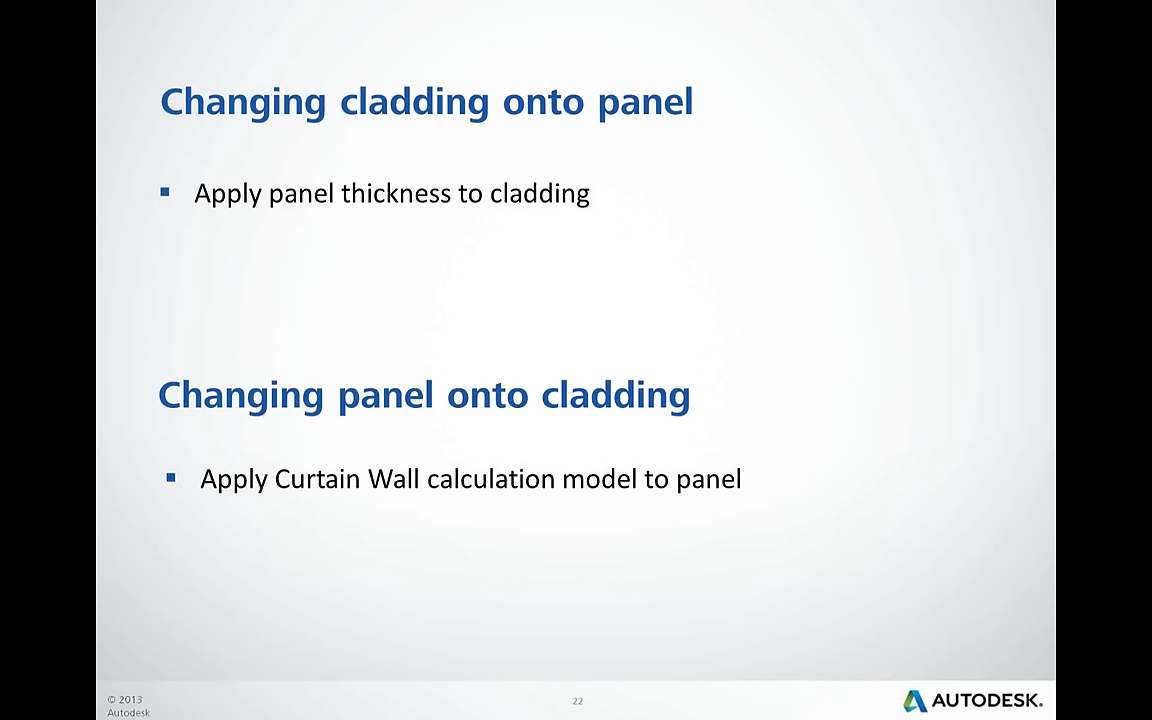 Changing cladding onto panel
▪ Apply panel thickness to cladding
Changing panel onto cladding
▪ Apply Curtain Wall calculation model to panel
© 2013
Autodesk
22
AUTODESK.